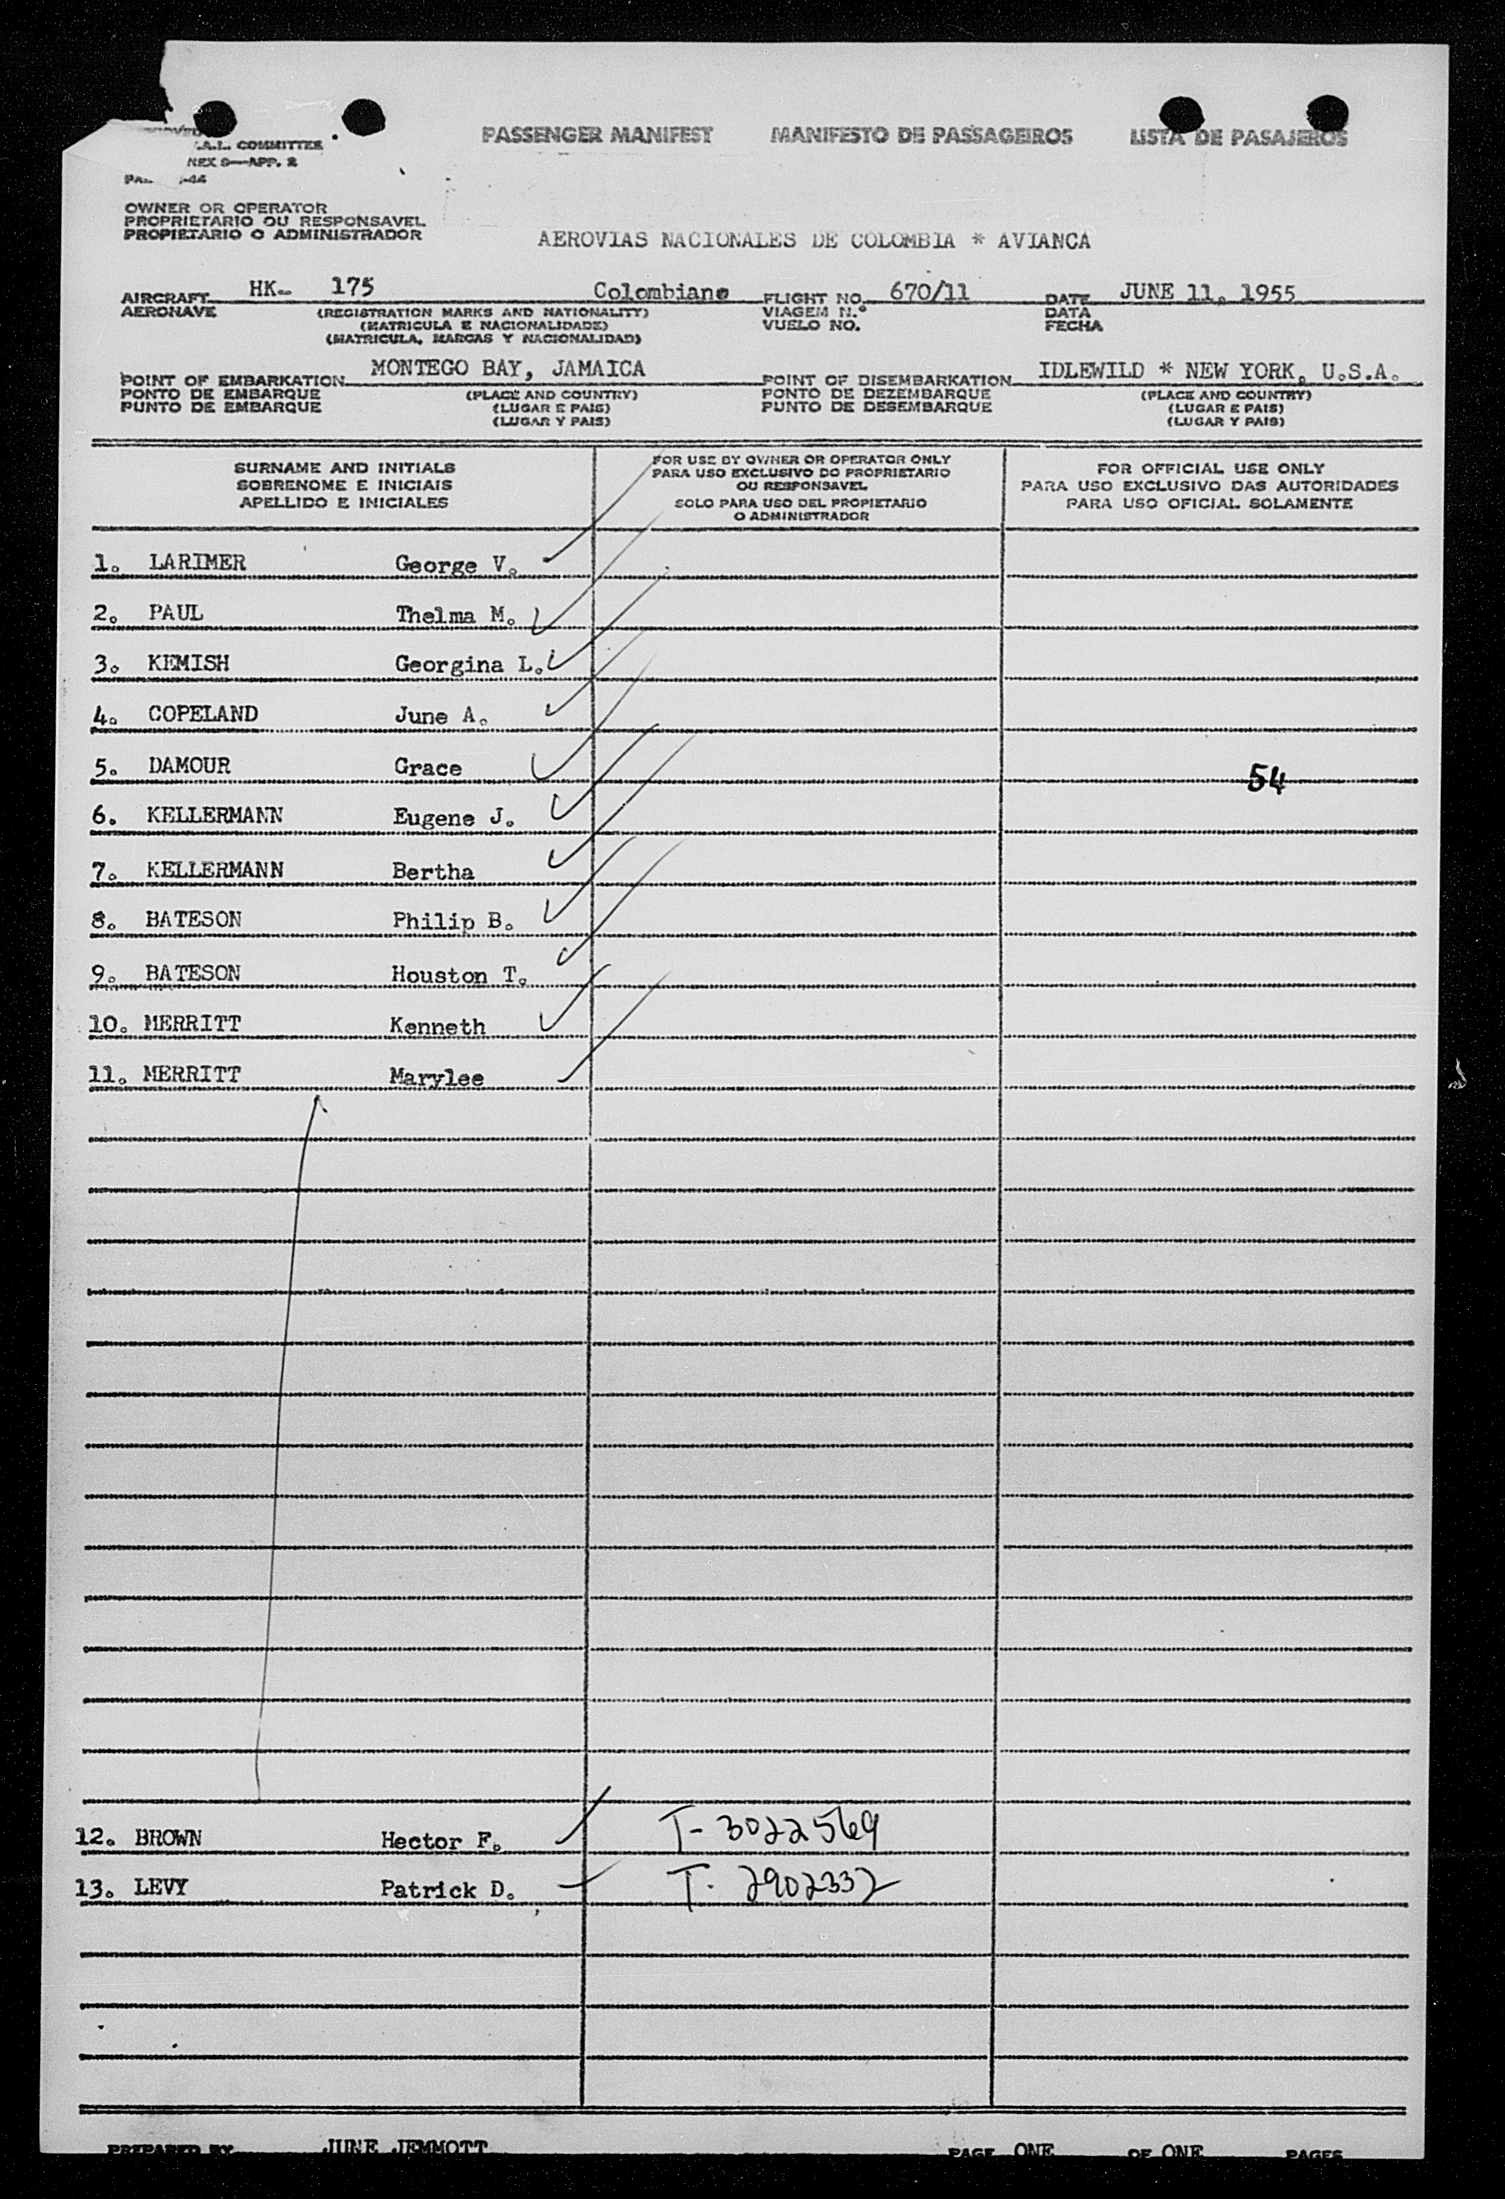 PASSENGER MANIFEST MANIFESTO DE PASSAGEIROS LISTA DE PASAJEROS
.A.L. COMMITTEE
NEX 9—APP. 2
OWNER OR OPERATOR
PROPRIETARIO OU RESPONSAVEL
PROPIETARIO O ADMINISTRADOR
AEROVIAS NACIONALES DE COLOMBIA * AVIANCA
AIRCRAFT HK- 175 Colombiano FLIGHT NO. 670/11 DATE JUNE 11, 1955
AERONAVE (REGISTRATION MARKS AND NATIONALITY) VIAGEM N.º DATA
(MATRICULA E NACIONALIDADE) VUELO NO. FECHA
(MATRICULA, MARCAS Y NACIONALIDAD)
POINT OF EMBARKATION MONTEGO BAY, JAMAICA POINT OF DISEMBARKATION IDLEWILD * NEW YORK, U.S.A.
PONTO DE EMBARQUE (PLACE AND COUNTRY) PONTO DE DEZEMBARQUE (PLACE AND COUNTRY)
PUNTO DE EMBARQUE (LUGAR E PAIS) PUNTO DE DESEMBARQUE (LUGAR E PAIS)
(LUGAR Y PAIS) (LUGAR Y PAIS)
SURNAME AND INITIALS
SOBRENOME E INICIAIS
APELLIDO E INICIALES
FOR USE BY OWNER OR OPERATOR ONLY
PARA USO EXCLUSIVO DO PROPRIETARIO
OU RESPONSAVEL
SOLO PARA USO DEL PROPIETARIO
O ADMINISTRADOR
FOR OFFICIAL USE ONLY
PARA USO EXCLUSIVO DAS AUTORIDADES
PARA USO OFICIAL SOLAMENTE
1. LARIMER George V.
2. PAUL Thelma M.
3. KEMISH Georgina L.
4. COPELAND June A.
5. DAMOUR Grace 54
6. KELLERMANN Eugene J.
7. KELLERMANN Bertha
8. BATESON Philip B.
9. BATESON Houston T.
10. MERRITT Kenneth
11. MERRITT Marylee
12. BROWN Hector F. T-3022569
13. LEVY Patrick D. T-2902332
PREPARED BY JUNE JEMMOTT PAGE ONE OF ONE PAGES